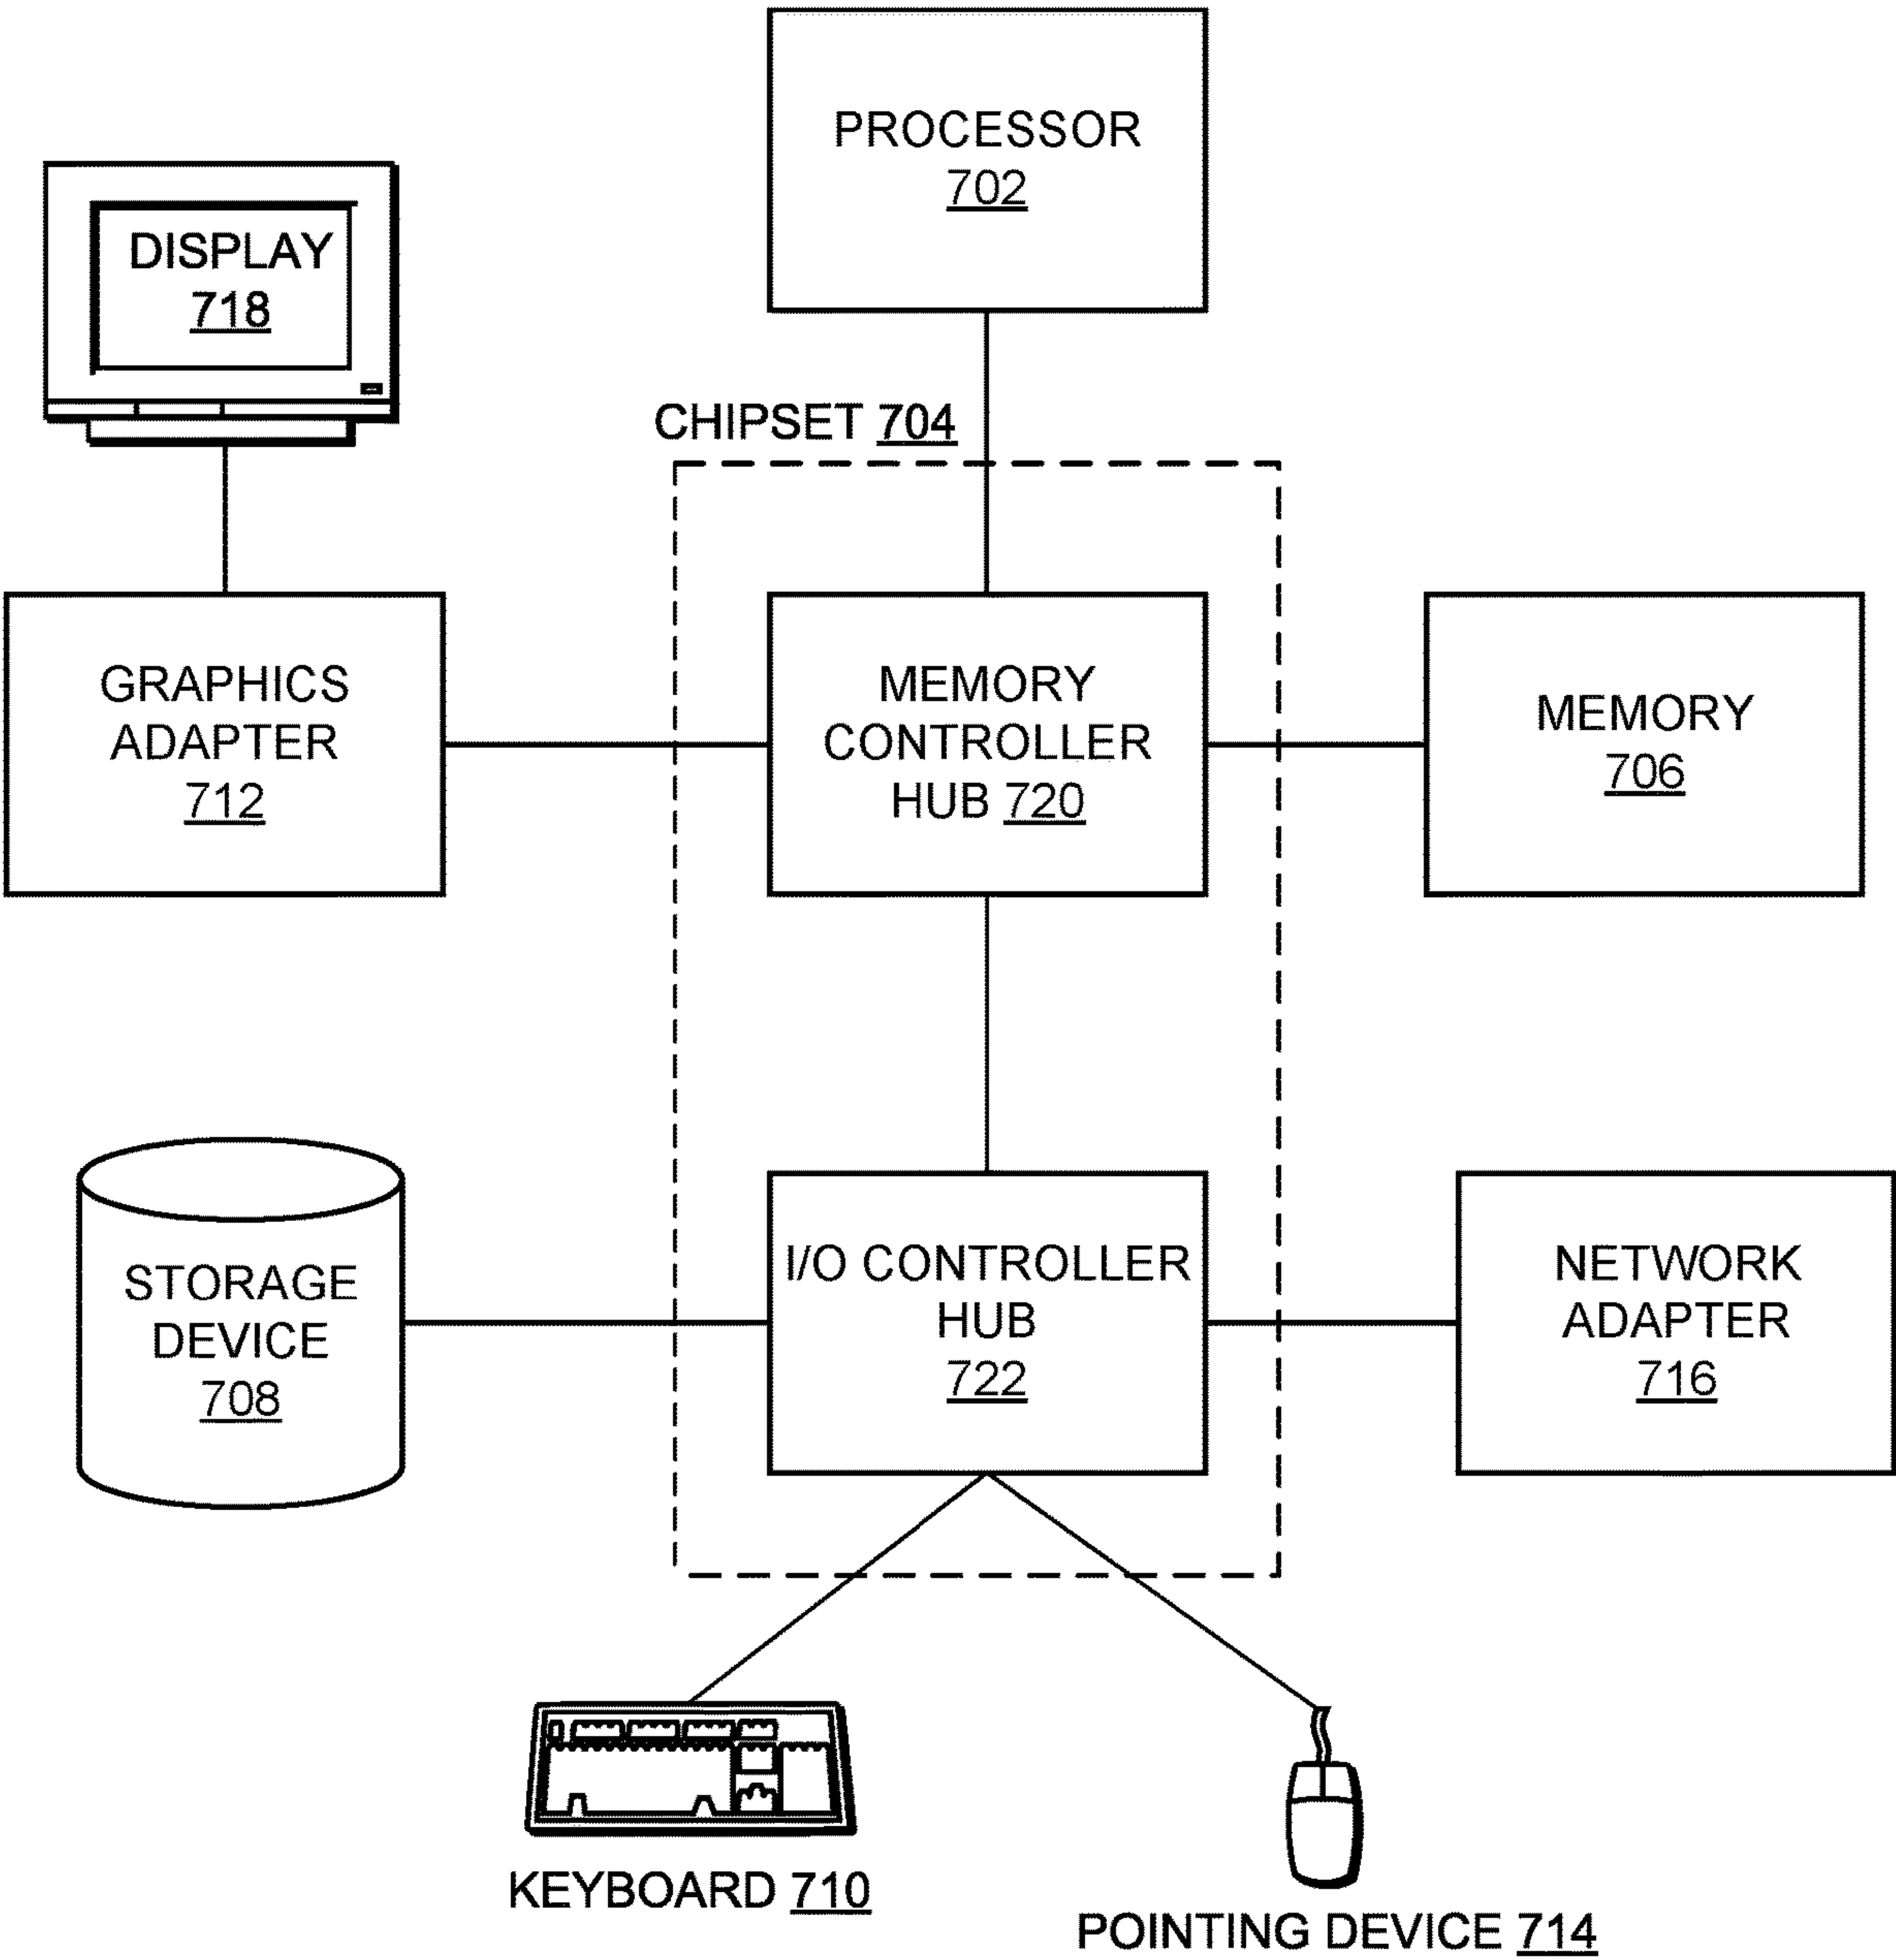 PROCESSOR
702
DISPLAY
718
CHIPSET 704
GRAPHICS
ADAPTER
712
MEMORY
CONTROLLER
HUB 720
MEMORY
706
STORAGE
DEVICE
708
I/O CONTROLLER
HUB
722
NETWORK
ADAPTER
716
KEYBOARD 710
POINTING DEVICE 714